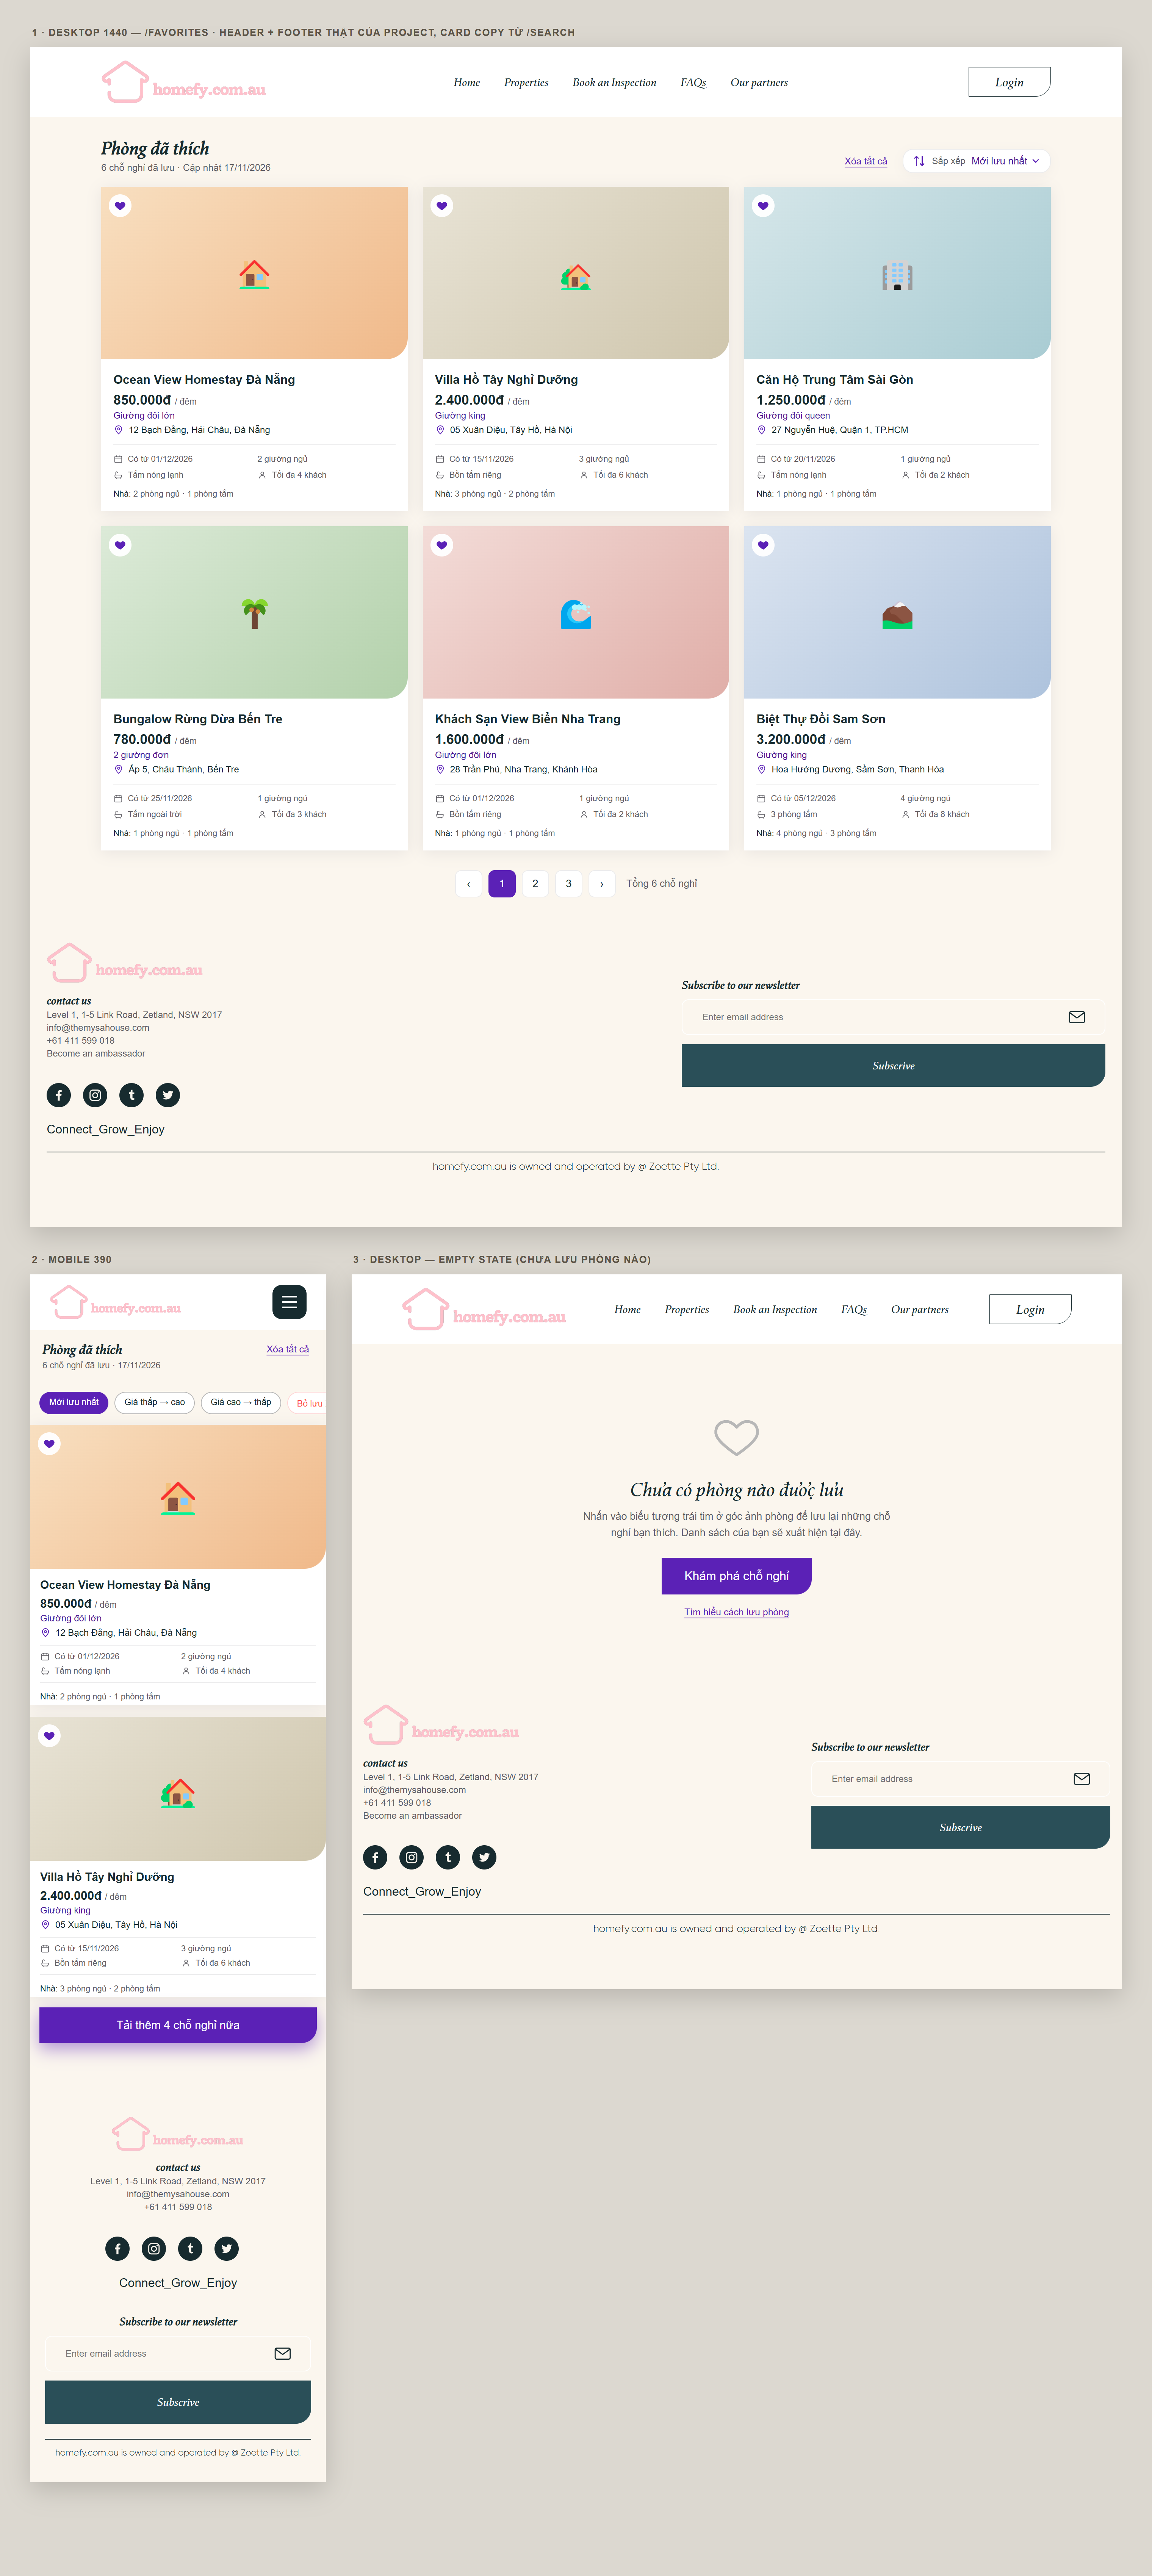 1 · DESKTOP 1440 — /FAVORITES · HEADER + FOOTER THẬT CỦA PROJECT, CARD COPY TỪ /SEARCH
homefy.com.au
Home Properties Book an Inspection FAQs Our partners
Login
Phòng đã thích
6 chỗ nghỉ đã lưu · Cập nhật 17/11/2026
Xóa tất cả
Sắp xếp Mới lưu nhất
Ocean View Homestay Đà Nẵng
850.000đ / đêm
Giường đôi lớn
12 Bạch Đằng, Hải Châu, Đà Nẵng
Có từ 01/12/2026 2 giường ngủ
Tắm nóng lạnh Tối đa 4 khách
Nhà: 2 phòng ngủ · 1 phòng tắm
Villa Hồ Tây Nghỉ Dưỡng
2.400.000đ / đêm
Giường king
05 Xuân Diệu, Tây Hồ, Hà Nội
Có từ 15/11/2026 3 giường ngủ
Bồn tắm riêng Tối đa 6 khách
Nhà: 3 phòng ngủ · 2 phòng tắm
Căn Hộ Trung Tâm Sài Gòn
1.250.000đ / đêm
Giường đôi queen
27 Nguyễn Huệ, Quận 1, TP.HCM
Có từ 20/11/2026 1 giường ngủ
Tắm nóng lạnh Tối đa 2 khách
Nhà: 1 phòng ngủ · 1 phòng tắm
Bungalow Rừng Dừa Bến Tre
780.000đ / đêm
2 giường đơn
Ấp 5, Châu Thành, Bến Tre
Có từ 25/11/2026 1 giường ngủ
Tắm ngoài trời Tối đa 3 khách
Nhà: 1 phòng ngủ · 1 phòng tắm
Khách Sạn View Biển Nha Trang
1.600.000đ / đêm
Giường đôi lớn
28 Trần Phú, Nha Trang, Khánh Hòa
Có từ 01/12/2026 1 giường ngủ
Bồn tắm riêng Tối đa 2 khách
Nhà: 1 phòng ngủ · 1 phòng tắm
Biệt Thự Đồi Sam Sơn
3.200.000đ / đêm
Giường king
Hoa Hướng Dương, Sầm Sơn, Thanh Hóa
Có từ 05/12/2026 4 giường ngủ
3 phòng tắm Tối đa 8 khách
Nhà: 4 phòng ngủ · 3 phòng tắm
‹ 1 2 3 › Tổng 6 chỗ nghỉ
homefy.com.au
contact us
Level 1, 1-5 Link Road, Zetland, NSW 2017
info@themysahouse.com
+61 411 599 018
Become an ambassador
Connect_Grow_Enjoy
Subscribe to our newsletter
Enter email address
Subscrive
homefy.com.au is owned and operated by @ Zoette Pty Ltd.
2 · MOBILE 390
homefy.com.au
Phòng đã thích
Xóa tất cả
6 chỗ nghỉ đã lưu · 17/11/2026
Mới lưu nhất Giá thấp → cao Giá cao → thấp Bỏ lưu
Ocean View Homestay Đà Nẵng
850.000đ / đêm
Giường đôi lớn
12 Bạch Đằng, Hải Châu, Đà Nẵng
Có từ 01/12/2026 2 giường ngủ
Tắm nóng lạnh Tối đa 4 khách
Nhà: 2 phòng ngủ · 1 phòng tắm
Villa Hồ Tây Nghỉ Dưỡng
2.400.000đ / đêm
Giường king
05 Xuân Diệu, Tây Hồ, Hà Nội
Có từ 15/11/2026 3 giường ngủ
Bồn tắm riêng Tối đa 6 khách
Nhà: 3 phòng ngủ · 2 phòng tắm
Tải thêm 4 chỗ nghỉ nữa
homefy.com.au
contact us
Level 1, 1-5 Link Road, Zetland, NSW 2017
info@themysahouse.com
+61 411 599 018
Connect_Grow_Enjoy
Subscribe to our newsletter
Enter email address
Subscrive
homefy.com.au is owned and operated by @ Zoette Pty Ltd.
3 · DESKTOP — EMPTY STATE (CHƯA LƯU PHÒNG NÀO)
homefy.com.au
Home Properties Book an Inspection FAQs Our partners
Login
Chưa có phòng nào được lưu
Nhấn vào biểu tượng trái tim ở góc ảnh phòng để lưu lại những chỗ
nghỉ bạn thích. Danh sách của bạn sẽ xuất hiện tại đây.
Khám phá chỗ nghỉ
Tìm hiểu cách lưu phòng
homefy.com.au
contact us
Level 1, 1-5 Link Road, Zetland, NSW 2017
info@themysahouse.com
+61 411 599 018
Become an ambassador
Connect_Grow_Enjoy
Subscribe to our newsletter
Enter email address
Subscrive
homefy.com.au is owned and operated by @ Zoette Pty Ltd.